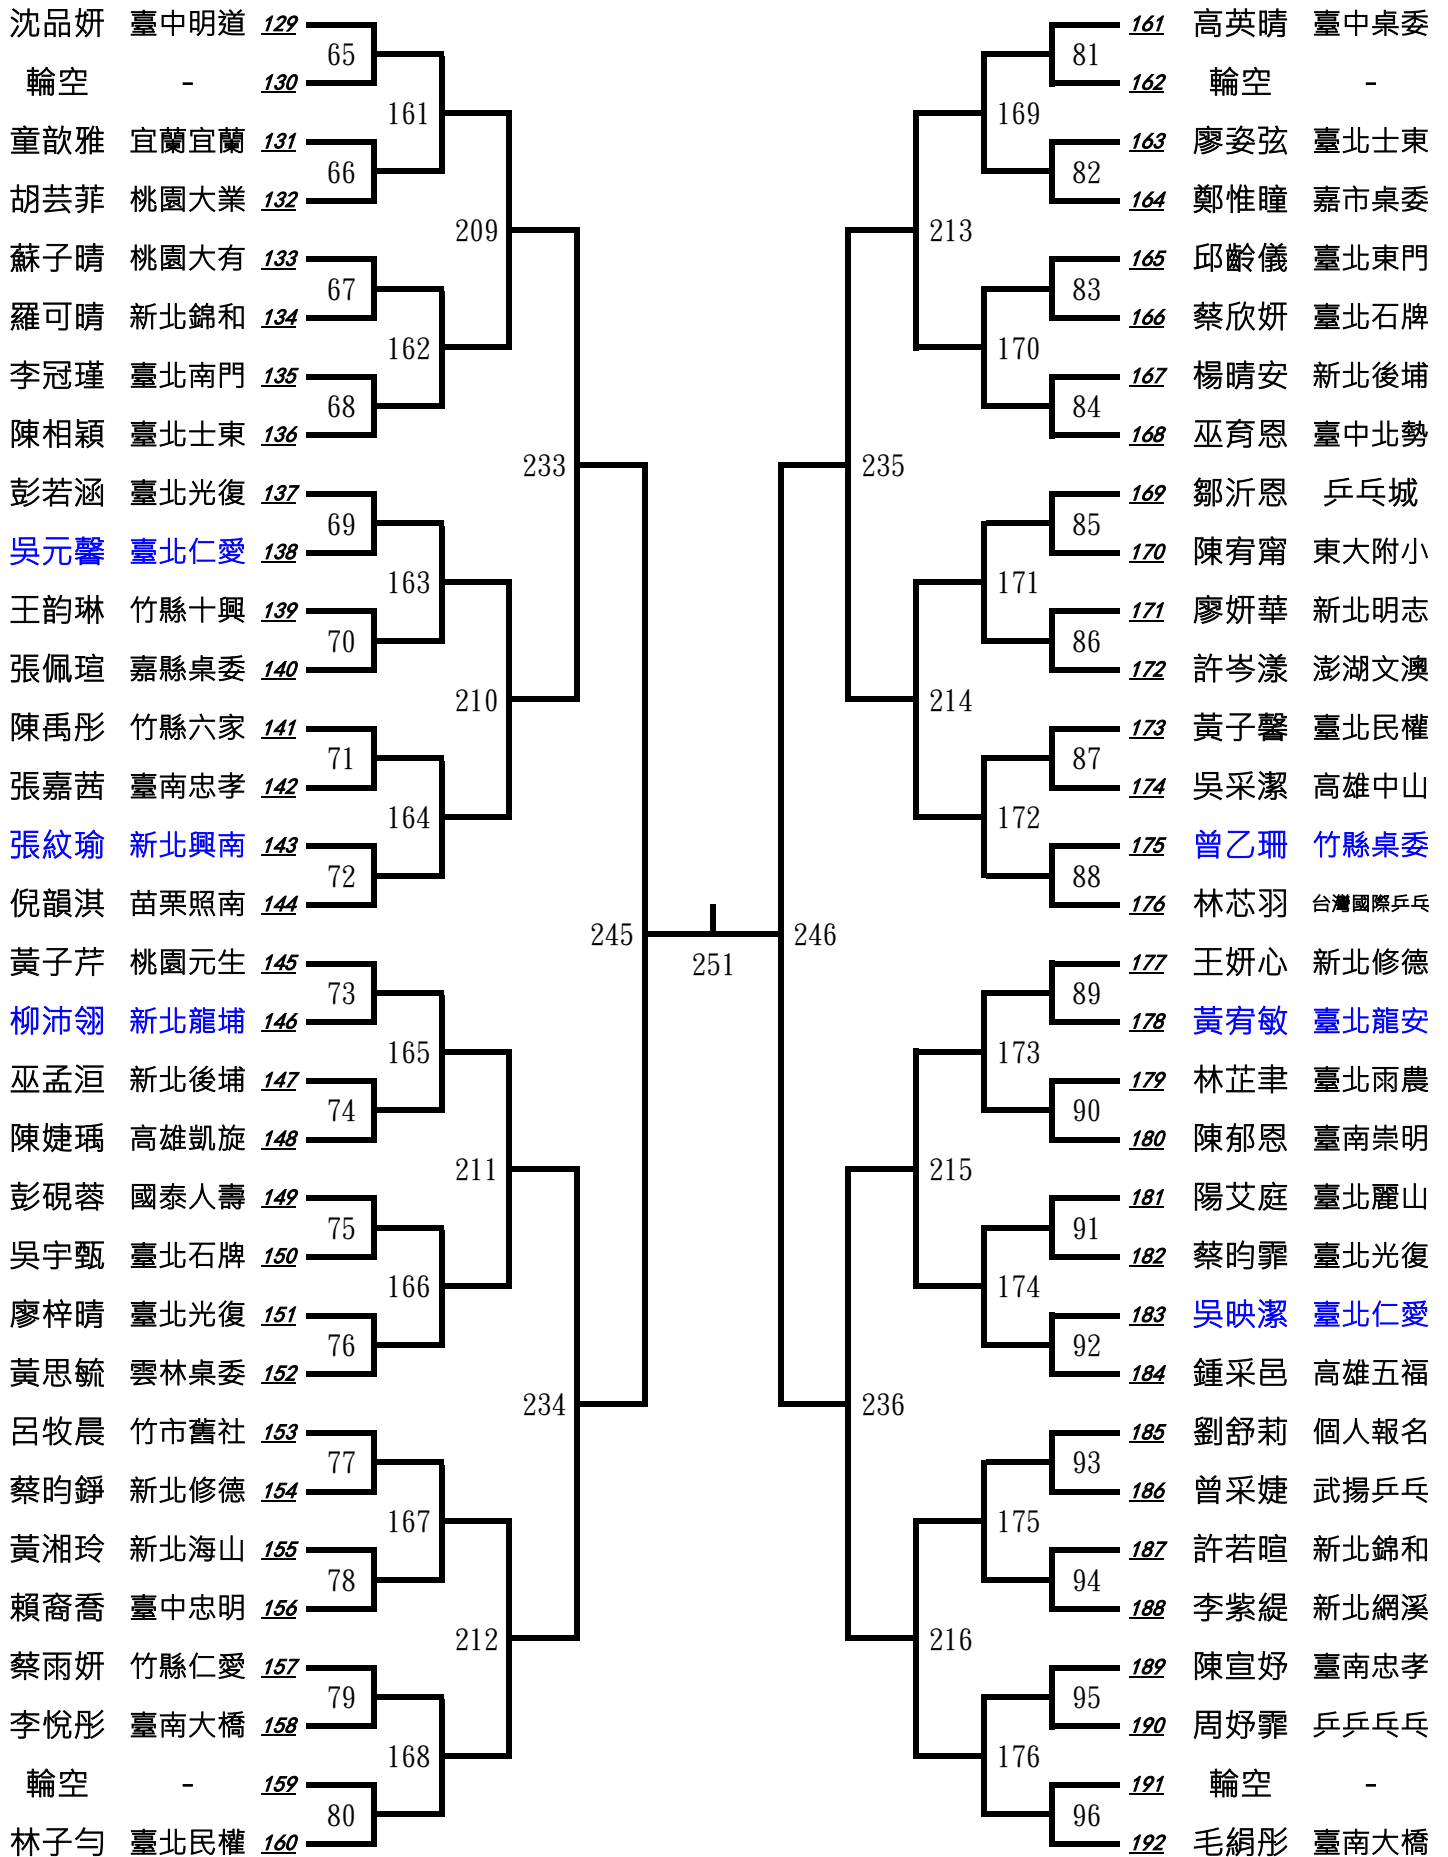 沈品妍 臺中明道 129
65
輪空 - 130
161
童歆雅 宜蘭宜蘭 131
66
胡芸菲 桃園大業 132
209
蘇子晴 桃園大有 133
67
羅可晴 新北錦和 134
162
李冠瑾 臺北南門 135
68
陳相穎 臺北士東 136
233
彭若涵 臺北光復 137
69
吳元馨 臺北仁愛 138
163
王韵琳 竹縣十興 139
70
張佩瑄 嘉縣桌委 140
210
陳禹彤 竹縣六家 141
71
張嘉茜 臺南忠孝 142
164
張紋瑜 新北興南 143
72
倪韻淇 苗栗照南 144
245
黃子芹 桃園元生 145
73
柳沛翎 新北龍埔 146
165
巫孟洹 新北後埔 147
74
陳婕瑀 高雄凱旋 148
211
彭硯蓉 國泰人壽 149
75
吳宇甄 臺北石牌 150
166
廖梓晴 臺北光復 151
76
黃思毓 雲林桌委 152
234
呂牧晨 竹市舊社 153
77
蔡昀錚 新北修德 154
167
黃湘玲 新北海山 155
78
賴裔喬 臺中忠明 156
212
蔡雨妍 竹縣仁愛 157
79
李悅彤 臺南大橋 158
168
輪空 - 159
80
林子勻 臺北民權 160
251
161 高英晴 臺中桌委
81
162 輪空 -
169
163 廖姿弦 臺北士東
82
164 鄭惟瞳 嘉市桌委
213
165 邱齡儀 臺北東門
83
166 蔡欣妍 臺北石牌
170
167 楊晴安 新北後埔
84
168 巫育恩 臺中北勢
235
169 鄒沂恩 乒乓城
85
170 陳宥甯 東大附小
171
171 廖妍華 新北明志
86
172 許岑漾 澎湖文澳
214
173 黃子馨 臺北民權
87
174 吳采潔 高雄中山
172
175 曾乙珊 竹縣桌委
88
176 林芯羽 台灣國際乒乓
246
177 王妍心 新北修德
89
178 黃宥敏 臺北龍安
173
179 林芷聿 臺北雨農
90
180 陳郁恩 臺南崇明
215
181 陽艾庭 臺北麗山
91
182 蔡昀霏 臺北光復
174
183 吳映潔 臺北仁愛
92
184 鍾采邑 高雄五福
236
185 劉舒莉 個人報名
93
186 曾采婕 武揚乒乓
175
187 許若暄 新北錦和
94
188 李紫緹 新北網溪
216
189 陳宣妤 臺南忠孝
95
190 周妤霏 乒乒乓乓
176
191 輪空 -
96
192 毛絹彤 臺南大橋